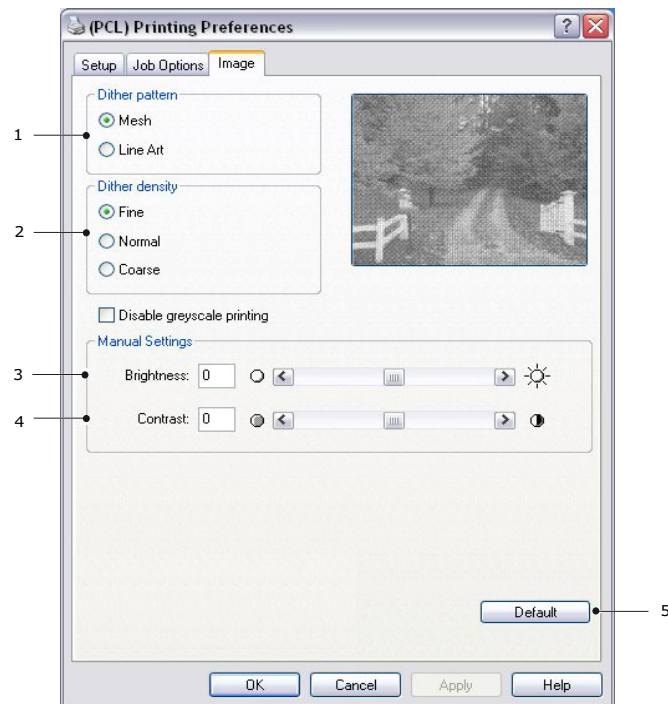 (PCL) Printing Preferences
Setup Job Options Image
Dither pattern
1 Mesh
Line Art
Dither density
Fine
2 Normal
Coarse
Disable greyscale printing
Manual Settings
3 Brightness: 0
4 Contrast: 0
Default 5
OK Cancel Apply Help